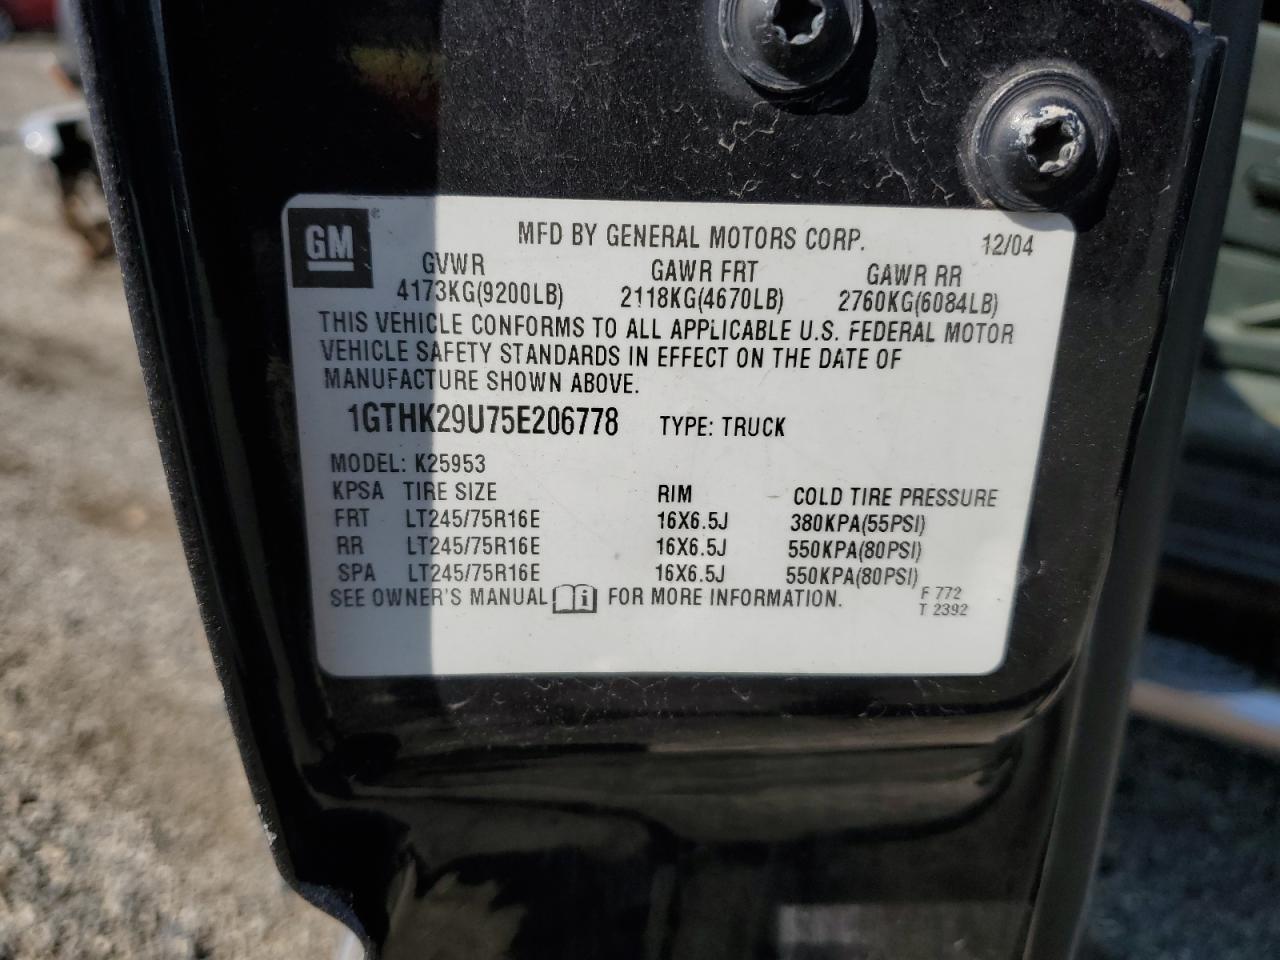 GM ®
MFD BY GENERAL MOTORS CORP. 12/04
GVWR GAWR FRT GAWR RR
4173KG(9200LB) 2118KG(4670LB) 2760KG(6084LB)
THIS VEHICLE CONFORMS TO ALL APPLICABLE U.S. FEDERAL MOTOR
VEHICLE SAFETY STANDARDS IN EFFECT ON THE DATE OF
MANUFACTURE SHOWN ABOVE.
1GTHK29U75E206778 TYPE: TRUCK
MODEL: K25953
KPSA TIRE SIZE RIM COLD TIRE PRESSURE
FRT LT245/75R16E 16X6.5J 380KPA(55PSI)
RR LT245/75R16E 16X6.5J 550KPA(80PSI)
SPA LT245/75R16E 16X6.5J 550KPA(80PSI)
SEE OWNER'S MANUAL i FOR MORE INFORMATION.
F 772
T 2392